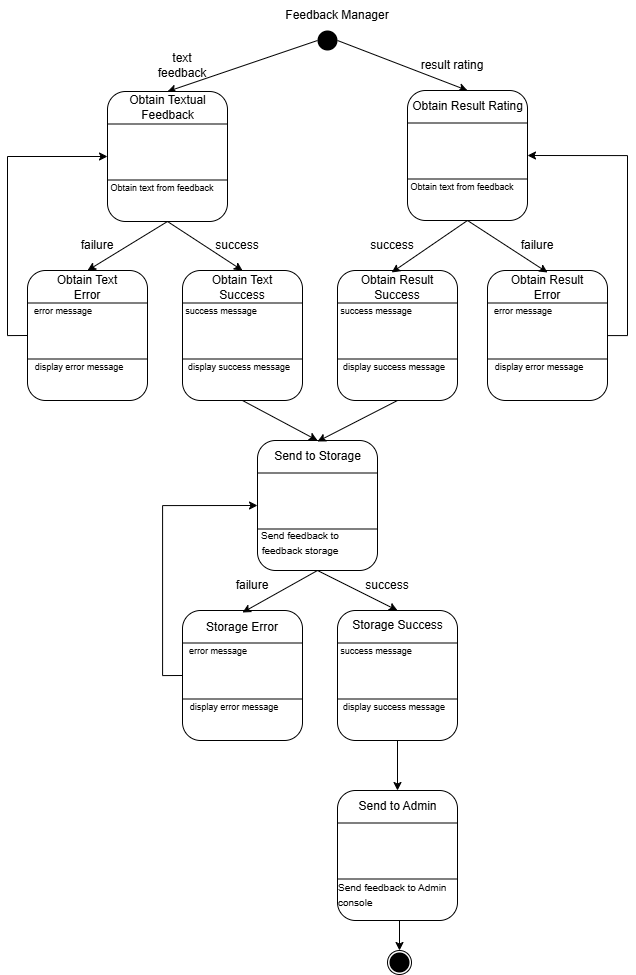 Feedback Manager
text
feedback
result rating
Obtain Textual
Feedback
Obtain text from feedback
Obtain Result Rating
Obtain text from feedback
failure
success
success
failure
Obtain Text
Error
error message
display error message
Obtain Text
Success
success message
display success message
Obtain Result
Success
success message
display success message
Obtain Result
Error
error message
display error message
Send to Storage
Send feedback to
feedback storage
failure
success
Storage Error
error message
display error message
Storage Success
success message
display success message
Send to Admin
Send feedback to Admin
console